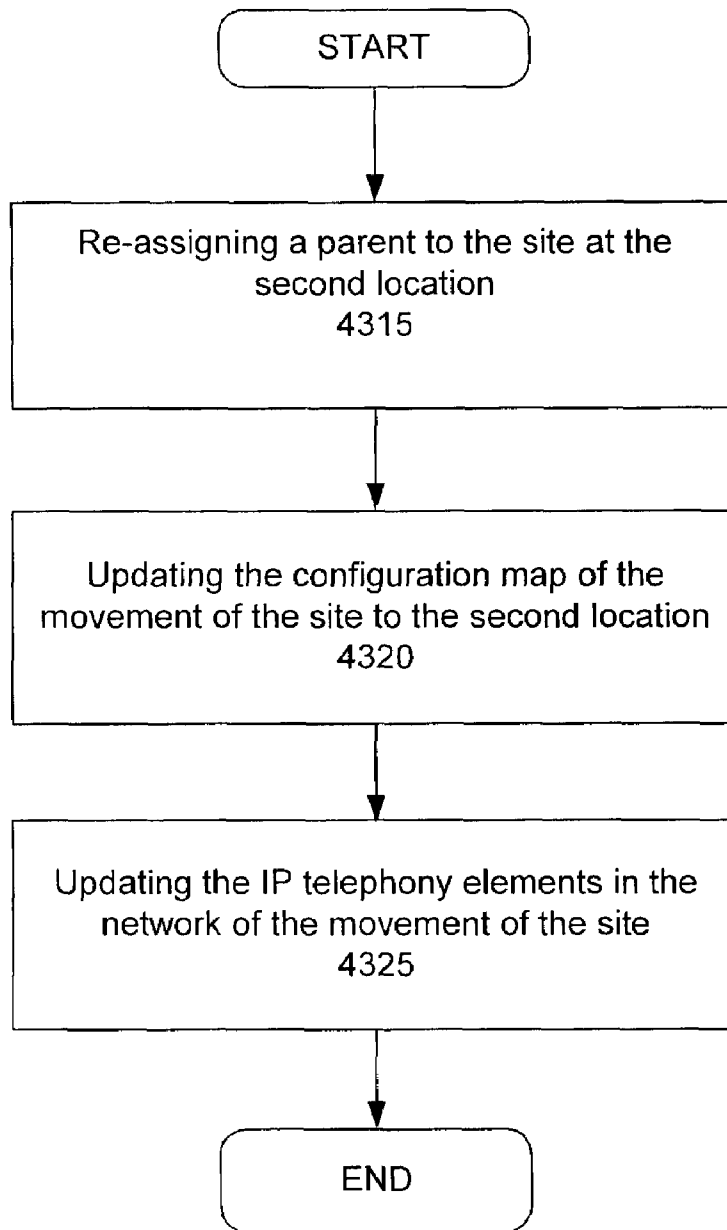 START
Re-assigning a parent to the site at the
second location
4315
Updating the configuration map of the
movement of the site to the second location
4320
Updating the IP telephony elements in the
network of the movement of the site
4325
END